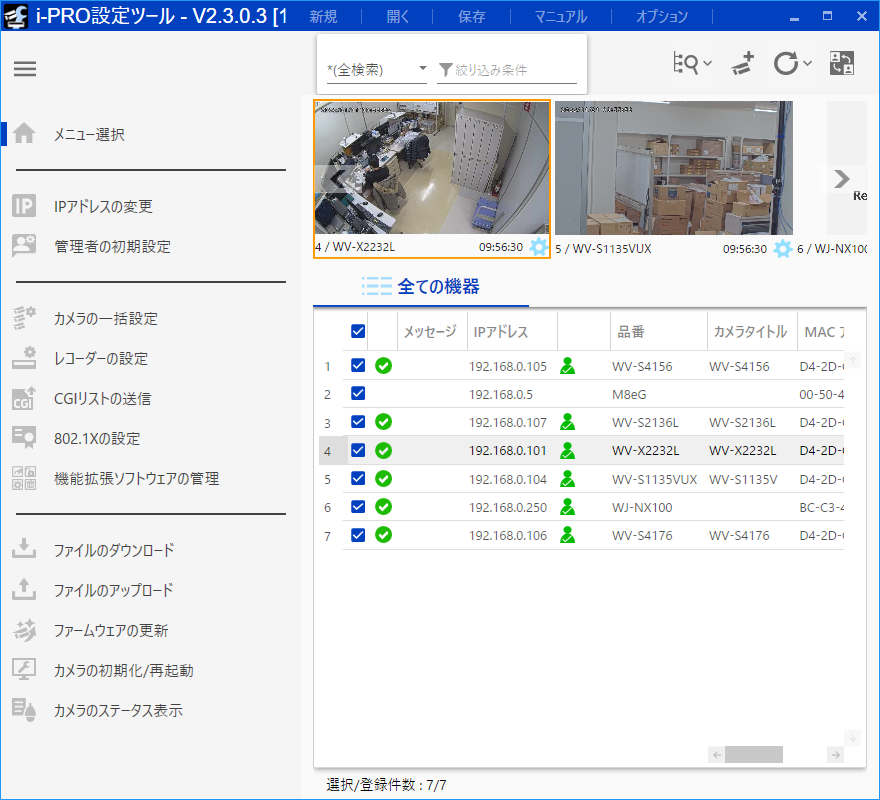 i-PRO設定ツール - V2.3.0.3 [1 新規 開く 保存 マニュアル オプション
*(全検索) 絞り込み条件
メニュー選択
IPアドレスの変更
管理者の初期設定
カメラの一括設定
レコーダーの設定
CGIリストの送信
802.1Xの設定
機能拡張ソフトウェアの管理
ファイルのダウンロード
ファイルのアップロード
ファームウェアの更新
カメラの初期化/再起動
カメラのステータス表示
Re
4 / WV-X2232L 09:56:30 5 / WV-S1135VUX 09:56:30 6 / WJ-NX100
全ての機器
メッセージ IPアドレス 品番 カメラタイトル MAC ア
1 192.168.0.105 WV-S4156 WV-S4156 D4-2D-
2 192.168.0.5 M8eG 00-50-4
3 192.168.0.107 WV-S2136L WV-S2136L D4-2D-
4 192.168.0.101 WV-X2232L WV-X2232L D4-2D-
5 192.168.0.104 WV-S1135VUX WV-S1135V D4-2D-
6 192.168.0.250 WJ-NX100 BC-C3-4
7 192.168.0.106 WV-S4176 WV-S4176 D4-2D-
選択/登録件数 : 7/7